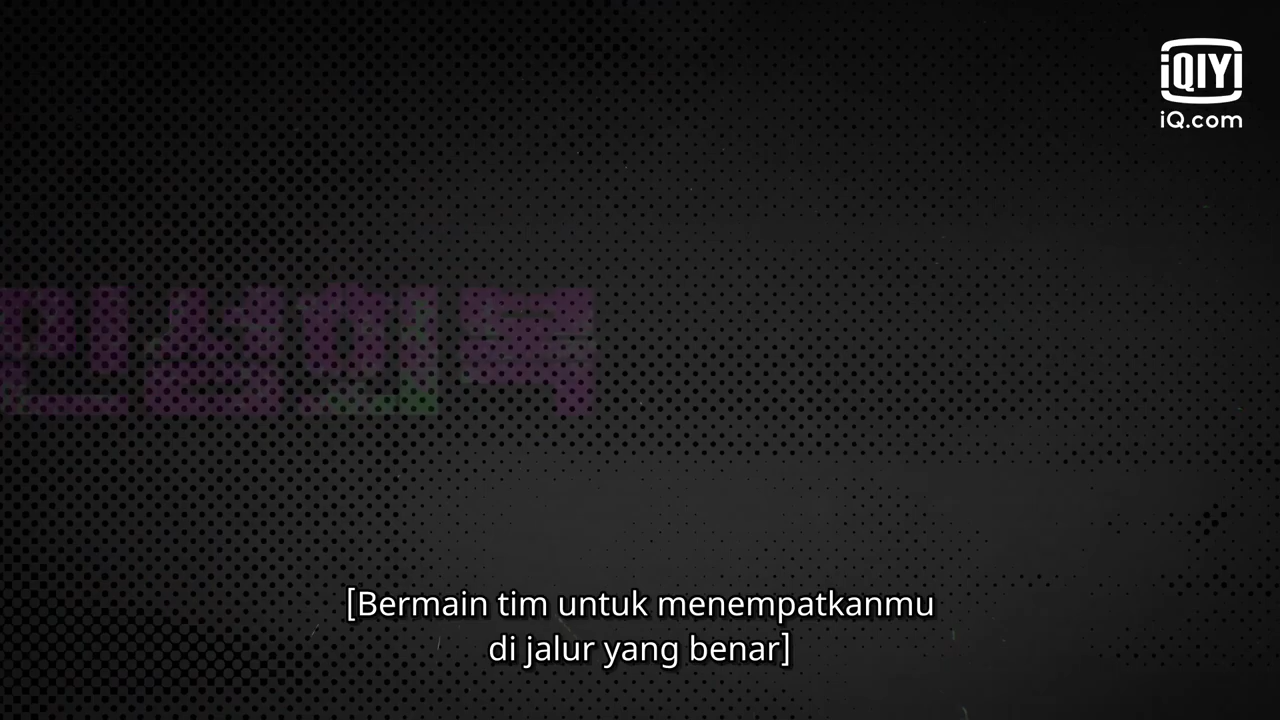 iQIYI
iQ.com
[Bermain tim untuk menempatkanmu
di jalur yang benar]